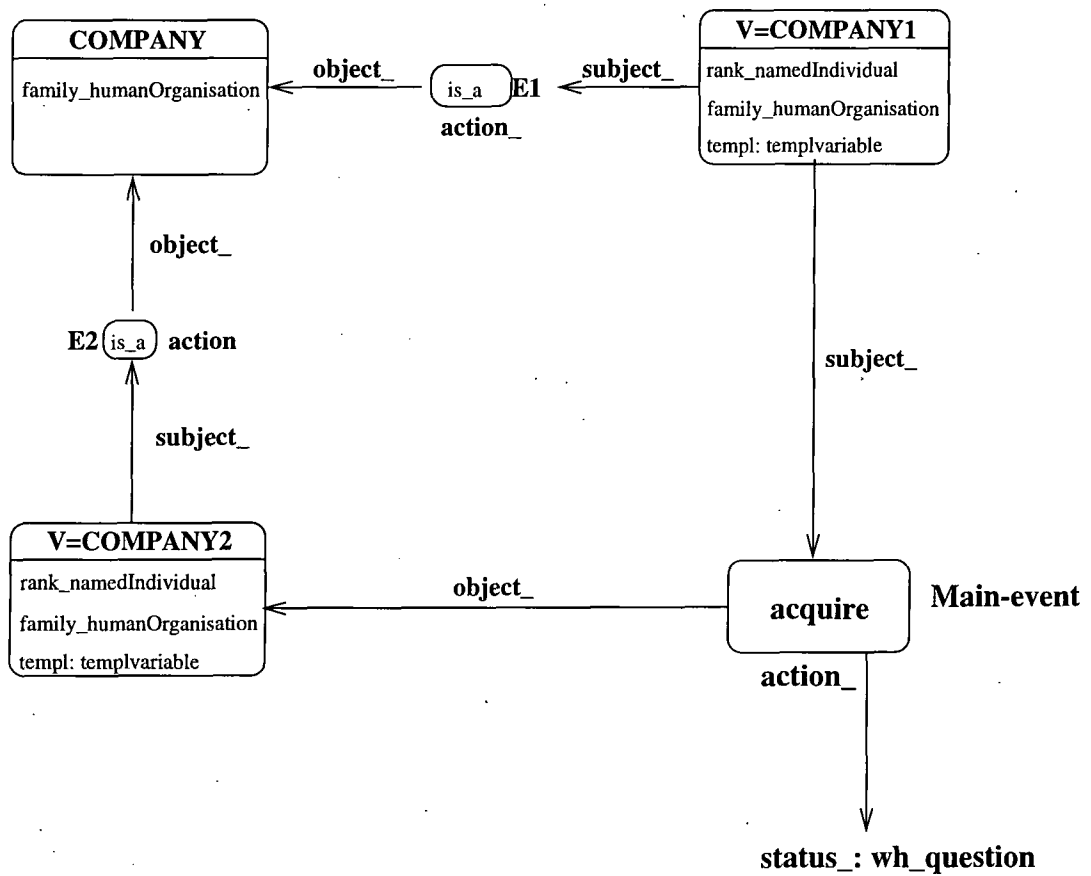 COMPANY
family_humanOrganisation
object_
is_a
E1
action_
subject_
V=COMPANY1
rank_namedIndividual
family_humanOrganisation
templ: templvariable
object_
E2
is_a
action
subject_
subject_
V=COMPANY2
rank_namedIndividual
family_humanOrganisation
templ: templvariable
object_
acquire
Main-event
action_
status_: wh_question